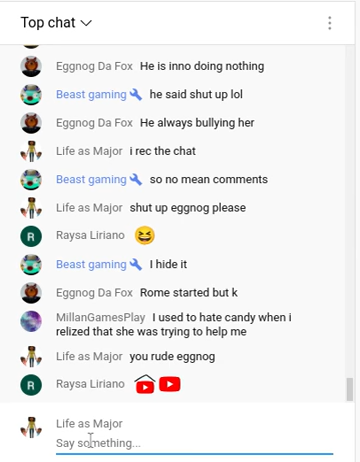 Top chat
Eggnog Da Fox He is inno doing nothing
Beast gaming he said shut up lol
Eggnog Da Fox He always bullying her
Life as Major i rec the chat
Beast gaming so no mean comments
Life as Major shut up eggnog please
R Raysa Liriano
Beast gaming I hide it
Eggnog Da Fox Rome started but k
MillanGamesPlay I used to hate candy when i
relized that she was trying to help me
Life as Major you rude eggnog
R Raysa Liriano
Life as Major
Say something...